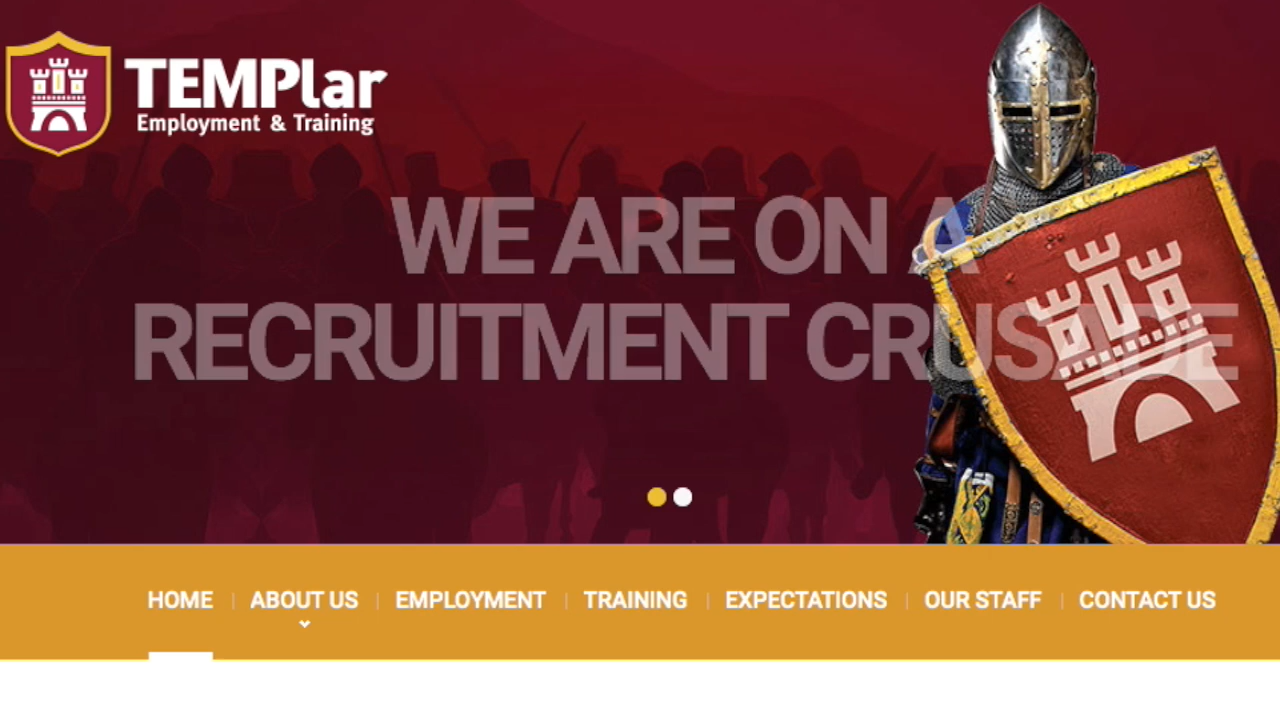 TEMPlar
Employment & Training
WE ARE ON A
RECRUITMENT CRUSADE
HOME
ABOUT US
EMPLOYMENT
TRAINING
EXPECTATIONS
OUR STAFF
CONTACT US